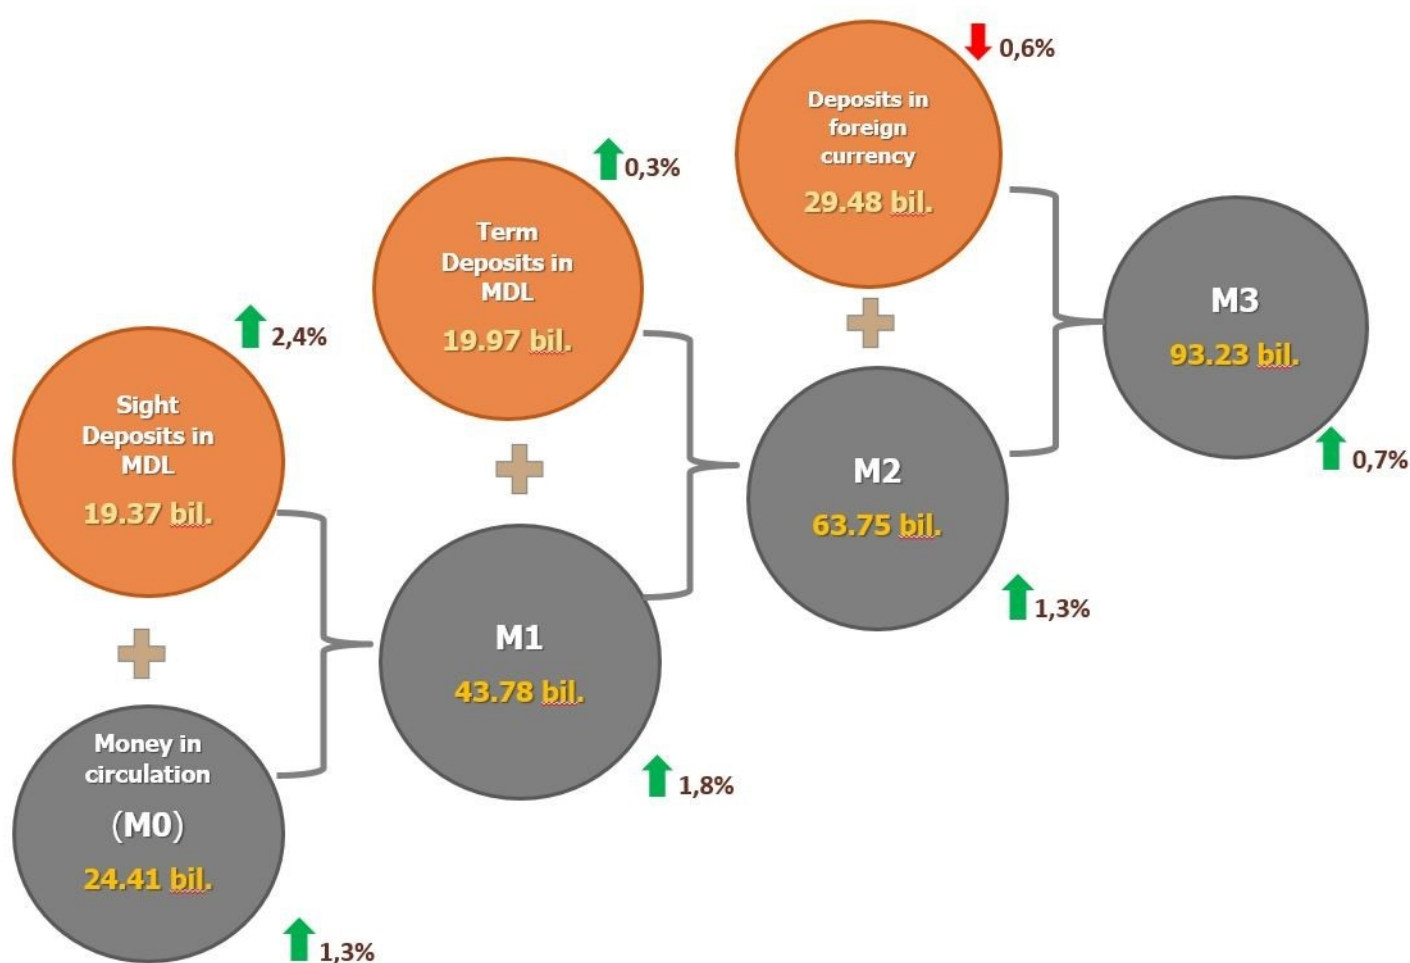 Sight
Deposits in
MDL
19.37 bil.
2,4%
Money in
circulation
(M0)
24.41 bil.
1,3%
Term
Deposits in
MDL
19.97 bil.
0,3%
M1
43.78 bil.
1,8%
Deposits in
foreign
currency
29.48 bil.
0,6%
M2
63.75 bil.
1,3%
M3
93.23 bil.
0,7%